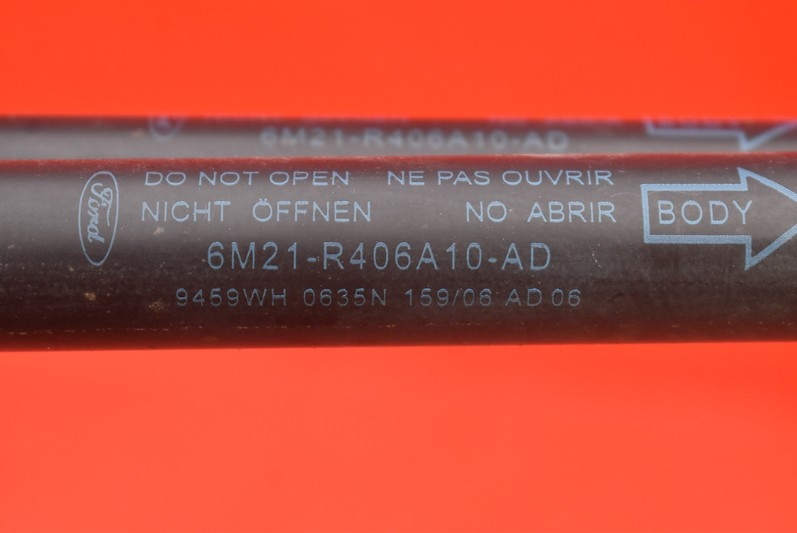 6M21-R406A10-AD
Ford
DO NOT OPEN NE PAS OUVRIR
NICHT ÖFFNEN NO ABRIR
BODY
6M21-R406A10-AD
9459WH 0635N 159/06 AD 06